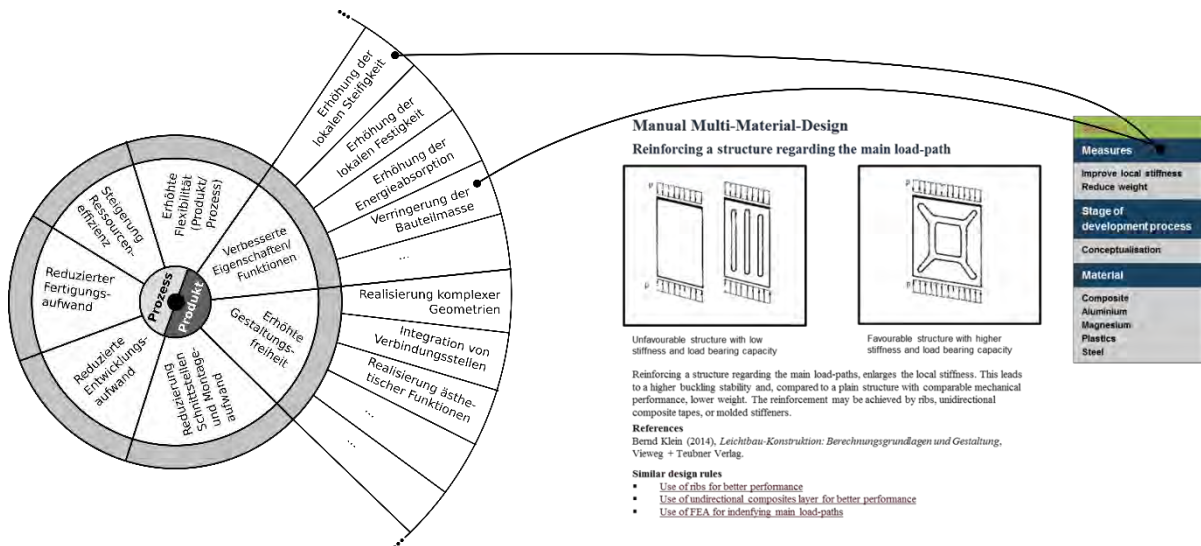 ...
Erhöhung der
lokalen Steifigkeit
Erhöhung der
lokalen Festigkeit
Erhöhung der
Energieabsorption
Verringerung der
Bauteilmasse
...
Realisierung komplexer
Geometrien
Integration von
Verbindungsstellen
Realisierung ästhe-
tischer Funktionen
...
...
...
Prozess
Produkt
Steigerung
Ressourcen-
effizienz
Erhöhte
Flexibilität
(Produkt/
Prozess)
Verbesserte
Eigenschaften/
Funktionen
Erhöhte
Gestaltungs-
freiheit
Reduzierung
Schnittstellen
und Montage-
aufwand
Reduzierte
Entwicklungs-
aufwand
Reduzierter
Fertigungs-
aufwand
Manual Multi-Material-Design
Reinforcing a structure regarding the main load-path
P
P
P
P
Unfavourable structure with low
stiffness and load bearing capacity
Favourable structure with higher
stiffness and load bearing capacity
Reinforcing a structure regarding the main load-paths, enlarges the local stiffness. This leads
to a higher buckling stability and, compared to a plain structure with comparable mechanical
performance, lower weight. The reinforcement may be achieved by ribs, unidirectional
composite tapes, or molded stiffeners.
References
Bernd Klein (2014), Leichtbau-Konstruktion: Berechnungsgrundlagen und Gestaltung,
Vieweg + Teubner Verlag.
Similar design rules
▪ Use of ribs for better performance
▪ Use of undirectional composites layer for better performance
▪ Use of FEA for indenfying main load-paths
Measures
Improve local stiffness
Reduce weight
Stage of
development process
Conceptualisation
Material
Composite
Aluminium
Magnesium
Plastics
Steel